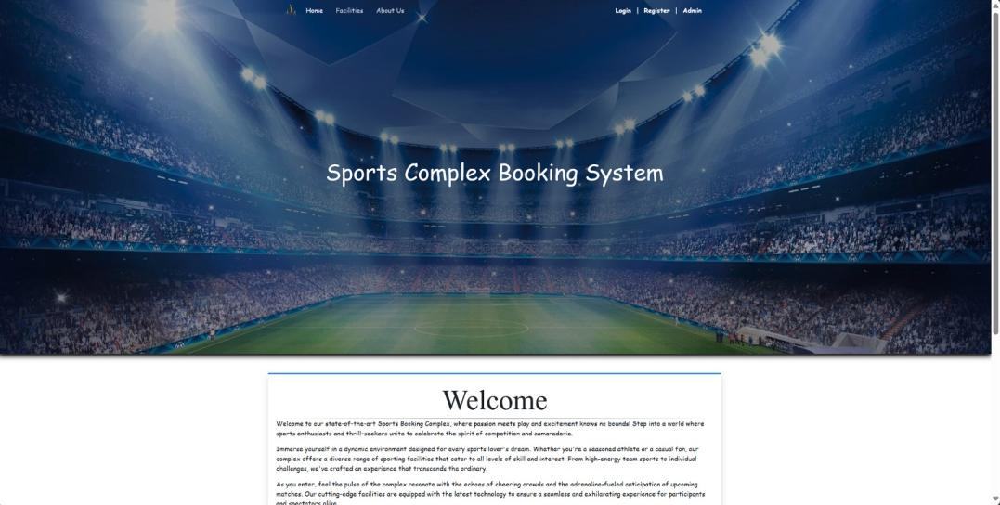 Home Facilities About Us Login | Register | Admin
Sports Complex Booking System
Welcome
Welcome to our state-of-the-art Sports Booking Complex, where passion meets play and excitement knows no bounds! Step into a world where
sports enthusiasts and thrill-seekers unite to celebrate the spirit of competition and camaraderie.
Immerse yourself in a dynamic environment designed for every sports lover's dream. Whether you're a seasoned athlete or a casual fan, our
complex offers a diverse range of sporting facilities that cater to all levels of skill and interest. From high-energy team sports to individual
challenges, we've crafted an experience that transcends the ordinary.
As you enter, feel the pulse of the complex resonate with the echoes of cheering crowds and the adrenaline-fueled anticipation of upcoming
matches. Our cutting-edge facilities are equipped with the latest technology to ensure a seamless and exhilarating experience for participants
and spectators alike.